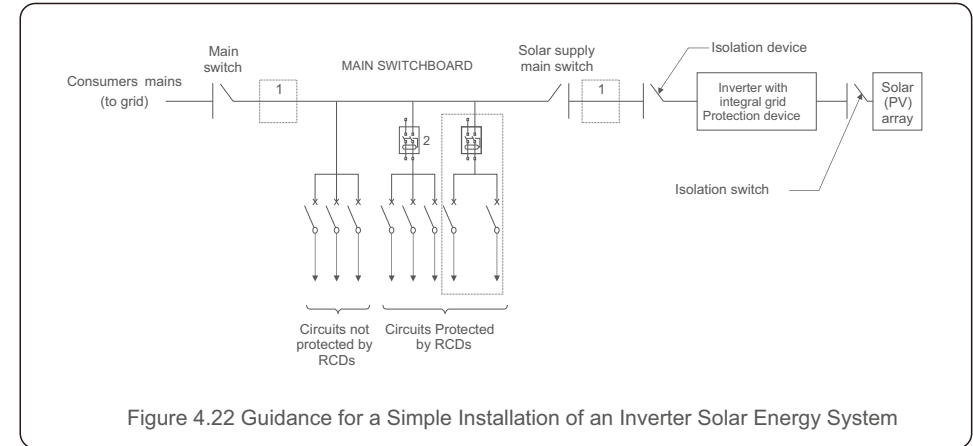 Main
switch
Consumers mains
(to grid)
1
MAIN SWITCHBOARD
Solar supply
main switch
1
Isolation device
Inverter with
integral grid
Protection device
Solar
(PV)
array
2
Isolation switch
Circuits not
protected by
RCDs
Circuits Protected
by RCDs
Figure 4.22 Guidance for a Simple Installation of an Inverter Solar Energy System